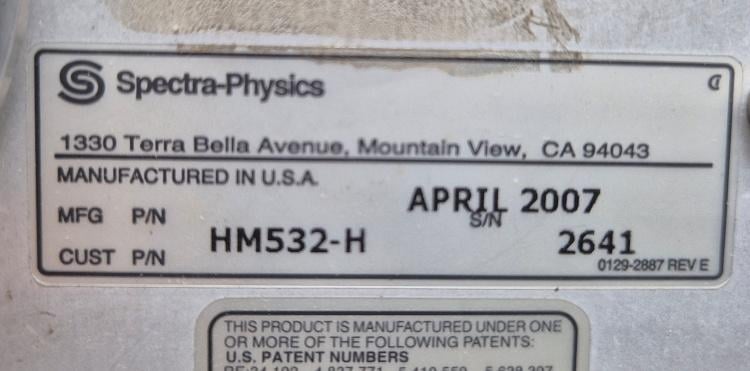 Spectra-Physics
1330 Terra Bella Avenue, Mountain View, CA 94043
MANUFACTURED IN U.S.A.
APRIL 2007
MFG P/N
S/N
HM532-H
2641
CUST P/N
0129-2887 REV E
THIS PRODUCT IS MANUFACTURED UNDER ONE
OR MORE OF THE FOLLOWING PATENTS:
U.S. PATENT NUMBERS